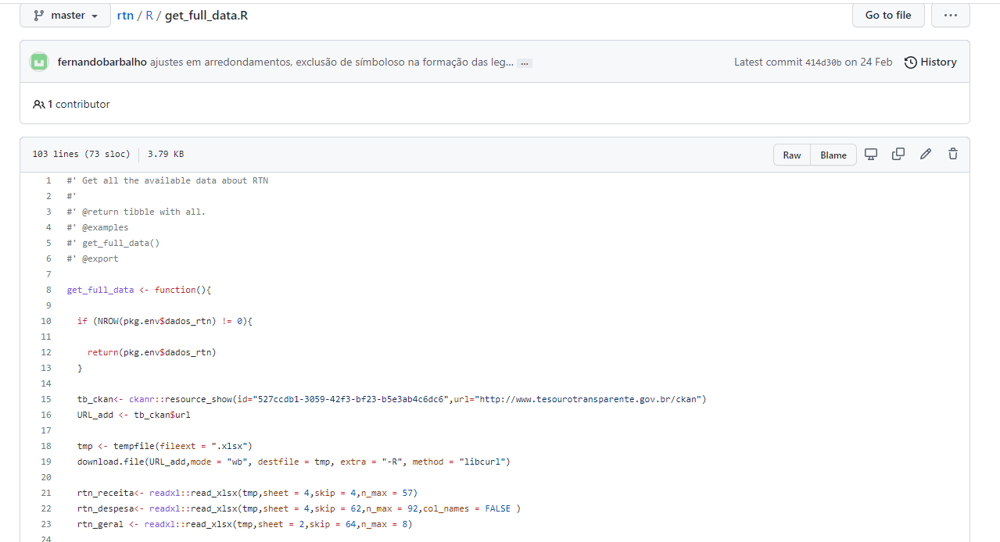 master rtn / R / get_full_data.R Go to file ...
fernandobarbalho ajustes em arredondamentos, exclusão de símboloso na formação das leg... ... Latest commit 414d30b on 24 Feb History
1 contributor
103 lines (73 sloc) 3.79 KB Raw Blame
1 #' Get all the available data about RTN
2 #'
3 #' @return tibble with all.
4 #' @examples
5 #' get_full_data()
6 #' @export
7
8 get_full_data <- function(){
9
10 if (NROW(pkg.env$dados_rtn) != 0){
11
12 return(pkg.env$dados_rtn)
13 }
14
15 tb_ckan<- ckanr::resource_show(id="527ccdb1-3059-42f3-bf23-b5e3ab4c6dc6",url="http://www.tesourotransparente.gov.br/ckan")
16 URL_add <- tb_ckan$url
17
18 tmp <- tempfile(fileext = ".xlsx")
19 download.file(URL_add,mode = "wb", destfile = tmp, extra = "-R", method = "libcurl")
20
21 rtn_receita<- readxl::read_xlsx(tmp,sheet = 4,skip = 4,n_max = 57)
22 rtn_despesa<- readxl::read_xlsx(tmp,sheet = 4,skip = 62,n_max = 92,col_names = FALSE )
23 rtn_geral <- readxl::read_xlsx(tmp,sheet = 2,skip = 64,n_max = 8)
24